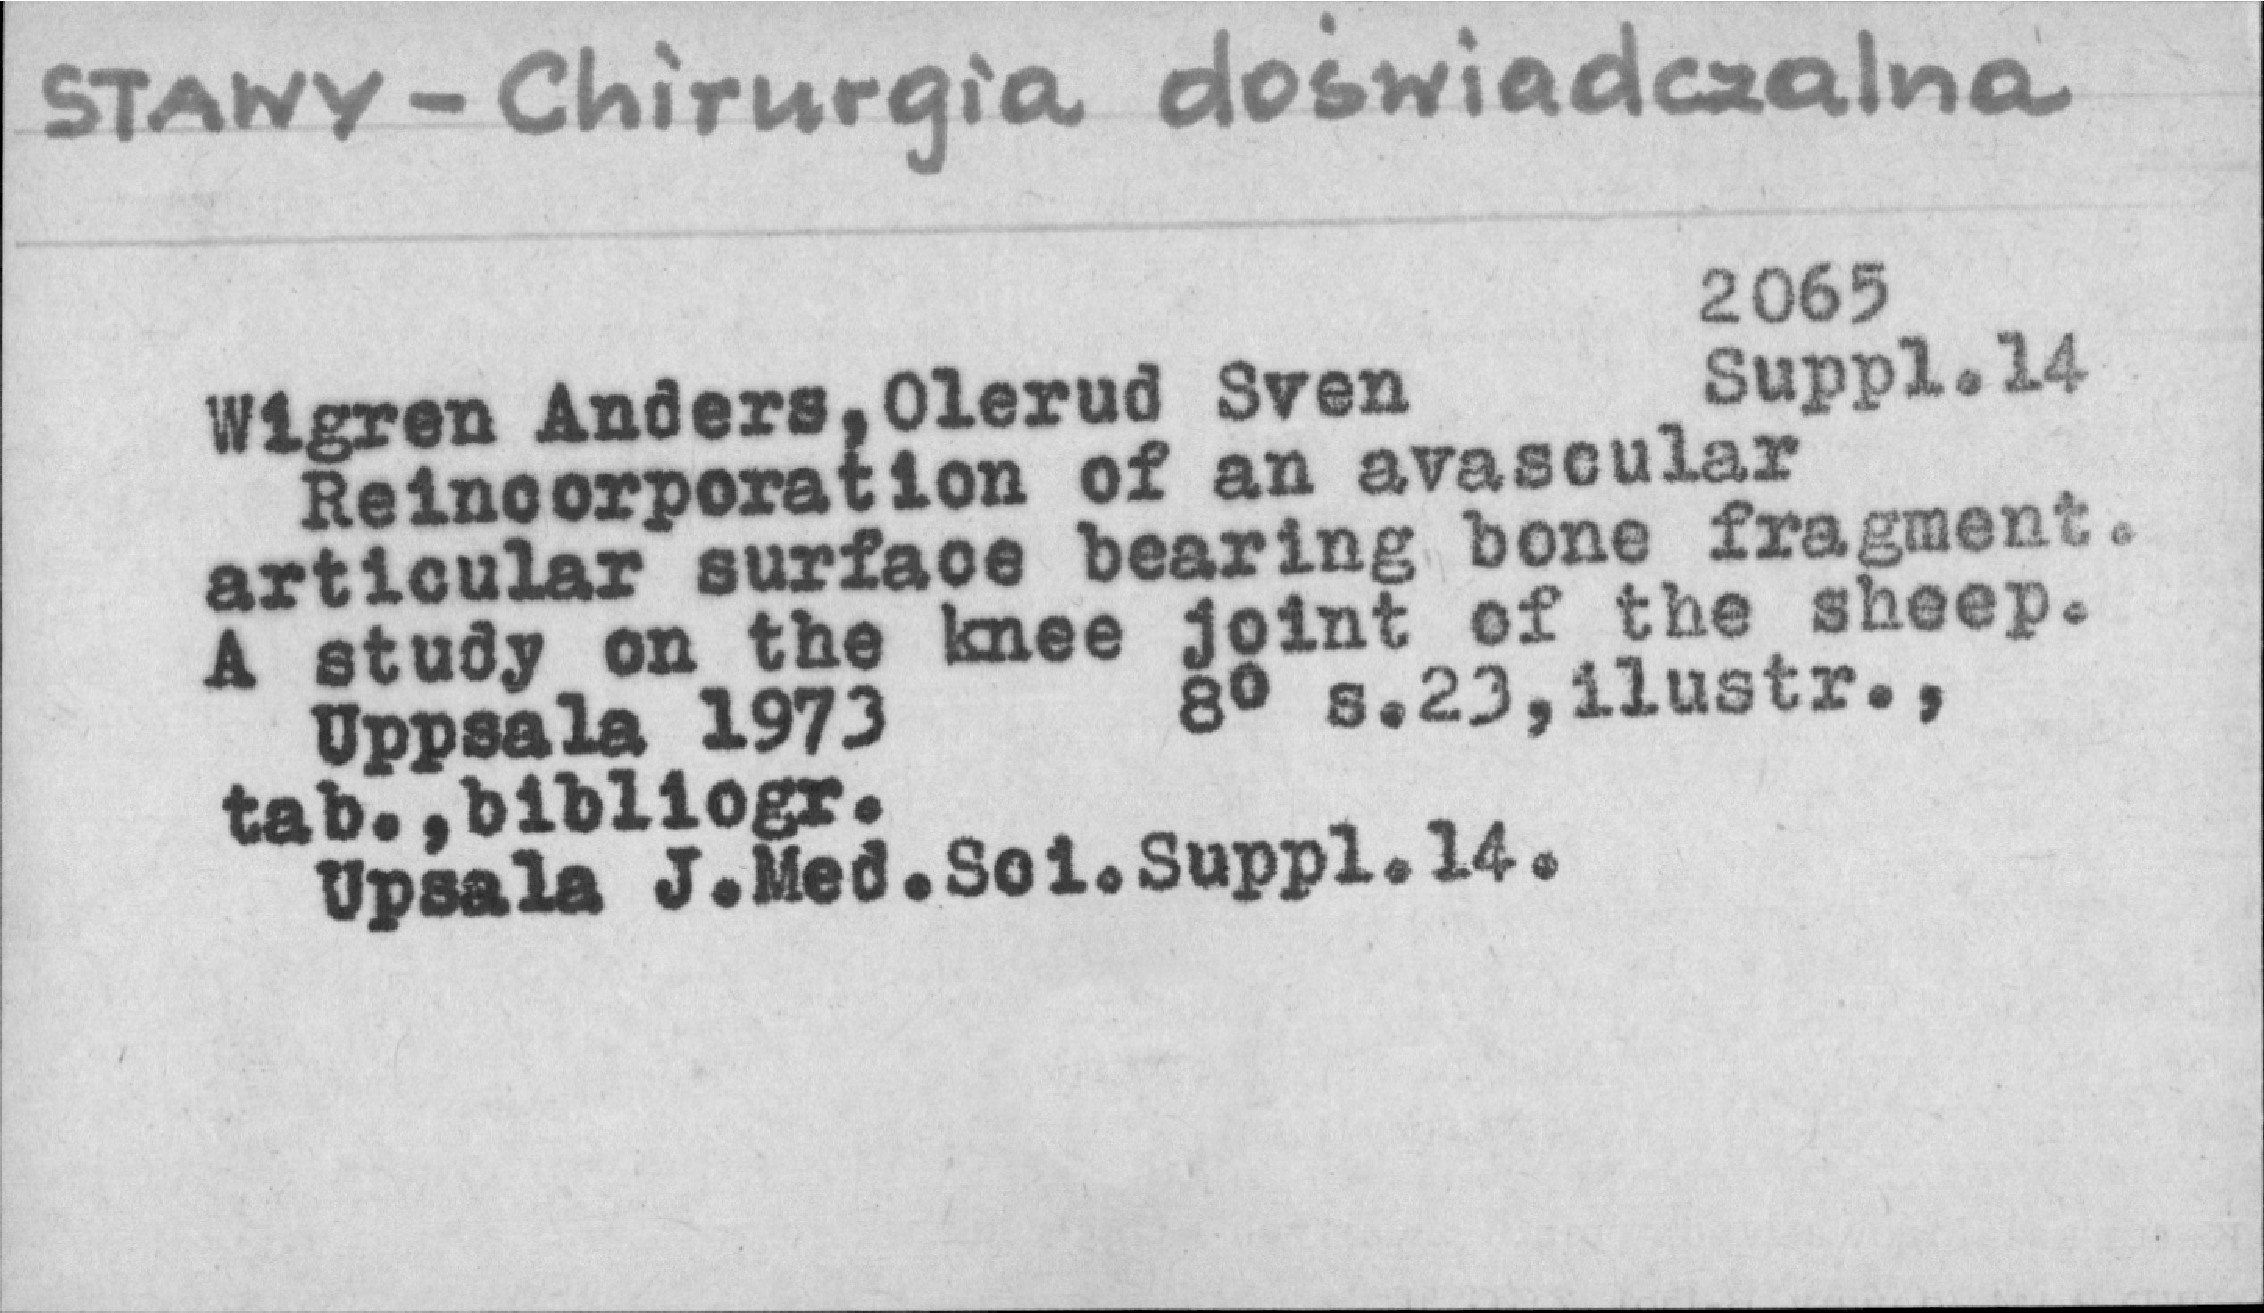 STAWY - Chirurgia doświadczalna
2065
Suppl.14
Wigren Anders,Olerud Sven
Reincorporation of an avascular
articular surface bearing bone fragment.
A study on the knee joint of the sheep.
Uppsala 1973 8º s.23,ilustr.,
tab.,bibliogr.
Upsala J.Med.Sci.Suppl.14.